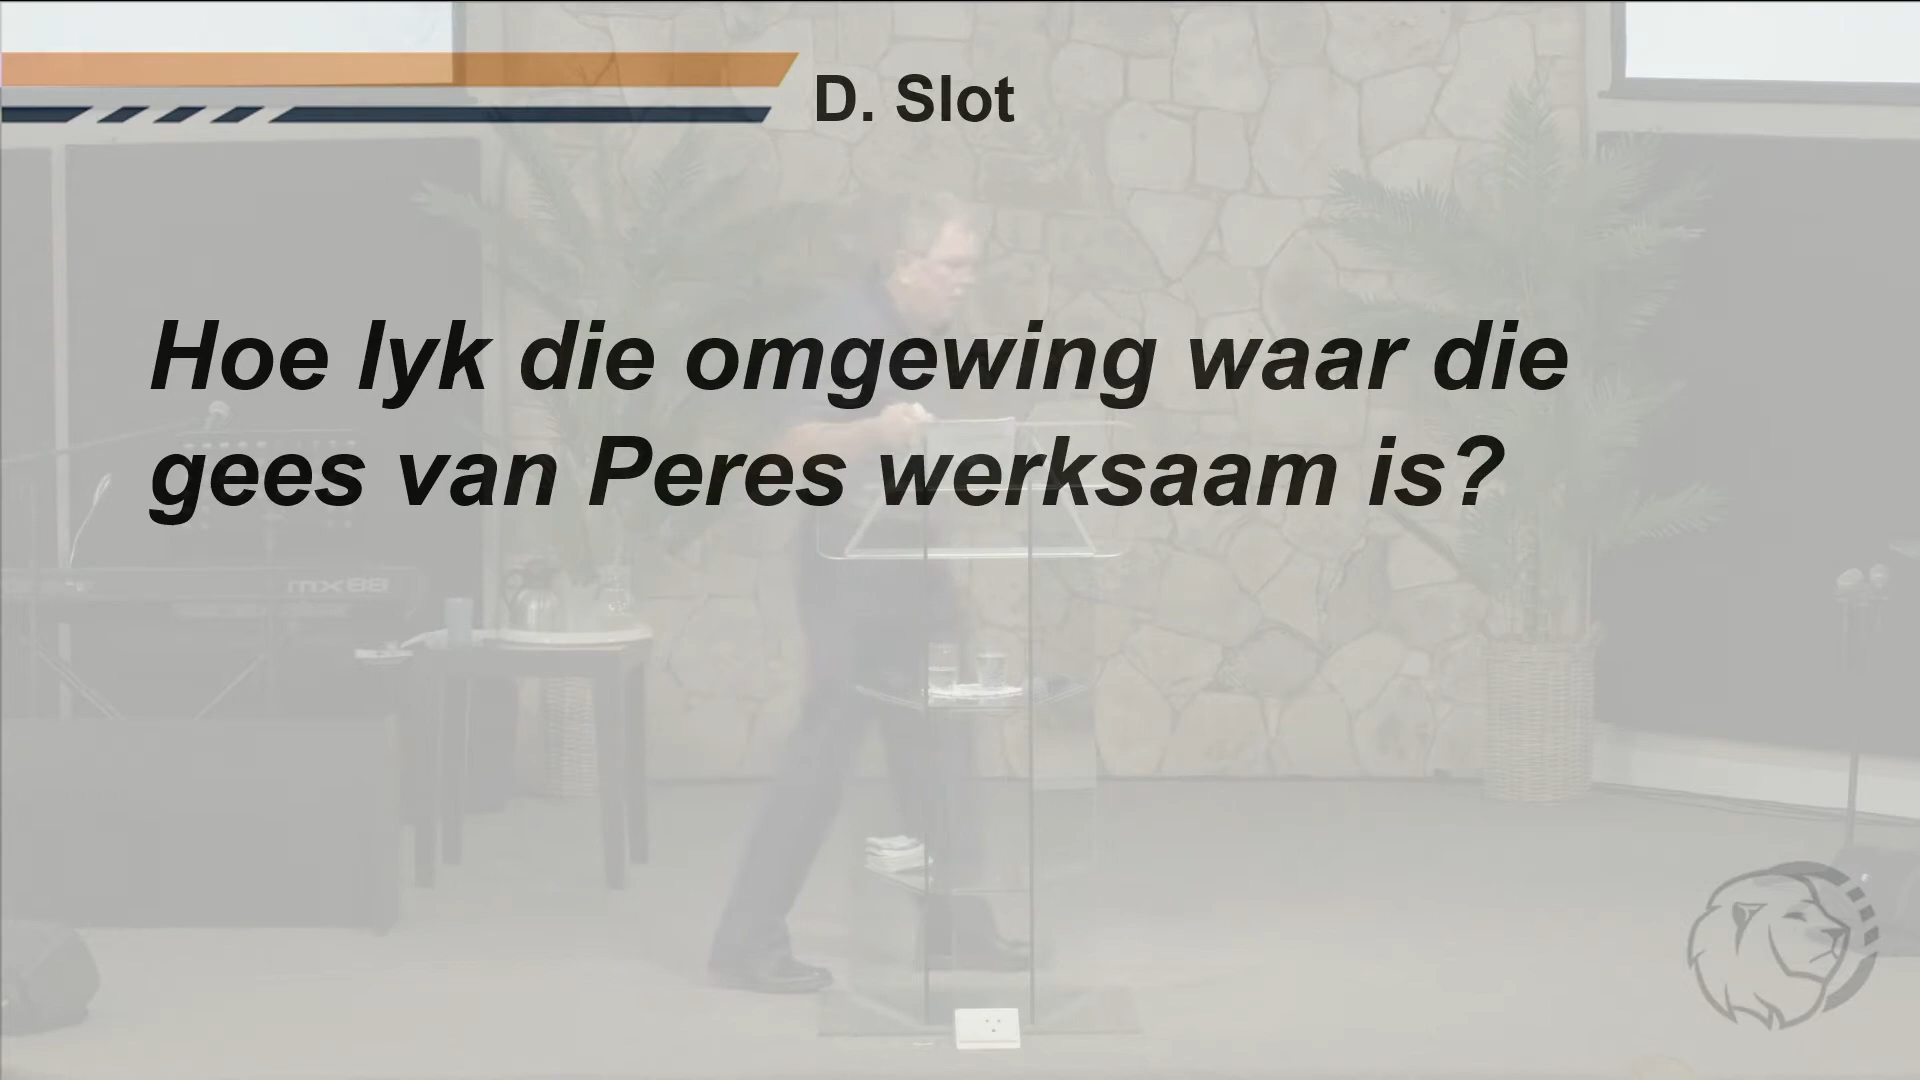 D. Slot
Hoe lyk die omgewing waar die
gees van Peres werksaam is?
mx88